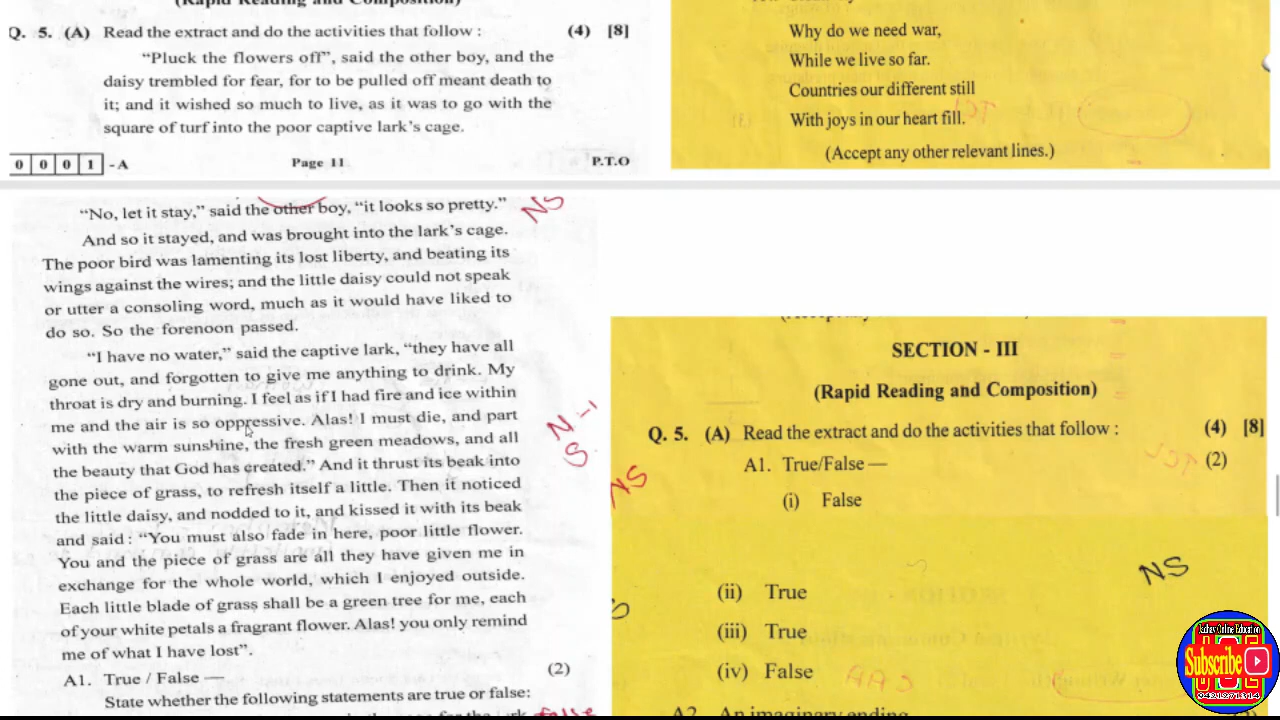 Q. 5. (A) Read the extract and do the activities that follow : (4) [8]
"Pluck the flowers off", said the other boy, and the
daisy trembled for fear, for to be pulled off meant death to
it; and it wished so much to live, as it was to go with the
square of turf into the poor captive lark's cage.
0 0 0 1 - A Page 11 P.T.O
"No, let it stay," said the other boy, "it looks so pretty."
NS
And so it stayed, and was brought into the lark's cage.
The poor bird was lamenting its lost liberty, and beating its
wings against the wires; and the little daisy could not speak
or utter a consoling word, much as it would have liked to
do so. So the forenoon passed.
"I have no water," said the captive lark, "they have all
gone out, and forgotten to give me anything to drink. My
throat is dry and burning. I feel as if I had fire and ice within
me and the air is so oppressive. Alas! I must die, and part
with the warm sunshine, the fresh green meadows, and all
the beauty that God has created." And it thrust its beak into
the piece of grass, to refresh itself a little. Then it noticed
the little daisy, and nodded to it, and kissed it with its beak
and said : "You must also fade in here, poor little flower.
You and the piece of grass are all they have given me in
exchange for the whole world, which I enjoyed outside.
Each little blade of grass shall be a green tree for me, each
of your white petals a fragrant flower. Alas! you only remind
me of what I have lost".
A1. True / False — (2)
State whether the following statements are true or false:
Why do we need war,
While we live so far.
Countries our different still
With joys in our heart fill.
(Accept any other relevant lines.)
SECTION - III
(Rapid Reading and Composition)
Q. 5. (A) Read the extract and do the activities that follow : (4) [8]
A1. True/False — (2)
NS
(i) False
NS
(ii) True
(iii) True
(iv) False
A2. An imaginary ending
Jadhav Online Education
Subscribe